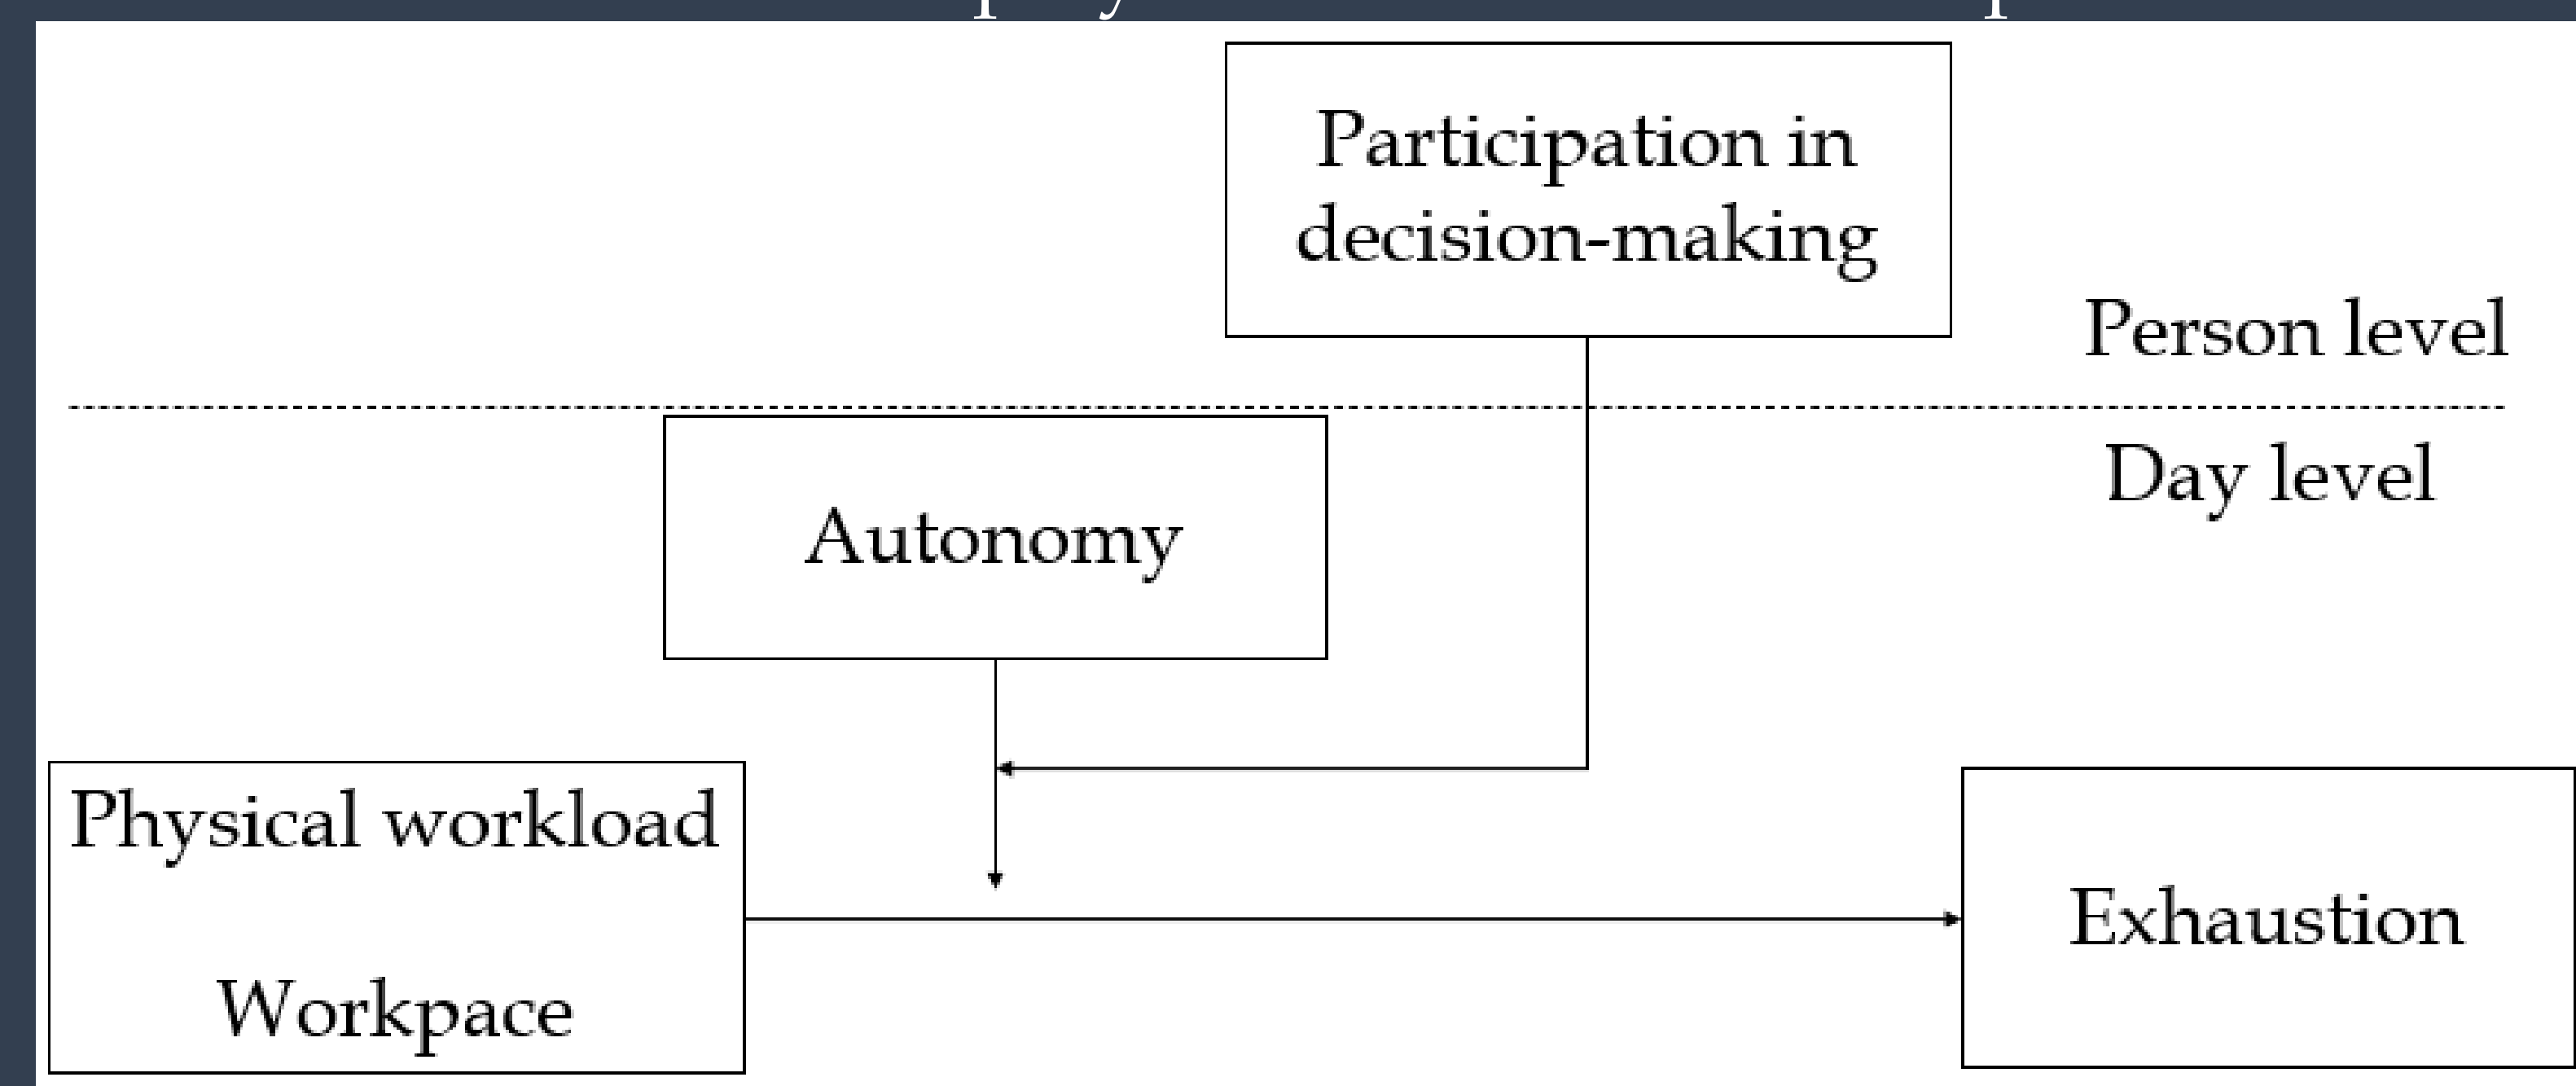 Participation in
decision-making
Person level
Day level
Autonomy
Physical workload
Workpace
Exhaustion